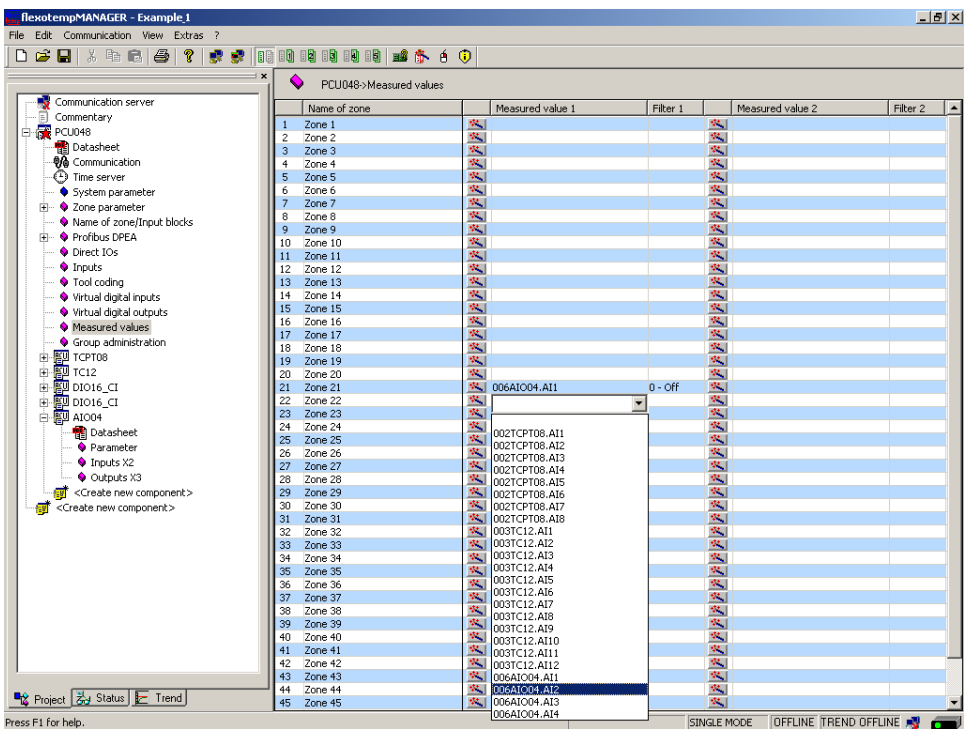 flexotempMANAGER - Example_1
File Edit Communication View Extras ?
PCU048->Measured values
Communication server
Commentary
PCU048
Datasheet
Communication
Time server
System parameter
Zone parameter
Name of zone/Input blocks
Profibus DPEA
Direct IOs
Inputs
Tool coding
Virtual digital inputs
Virtual digital outputs
Measured values
Group administration
TCPT08
TC12
DIO16_CI
DIO16_CI
AIO04
Datasheet
Parameter
Inputs X2
Outputs X3
<Create new component>
<Create new component>
Project Status Trend
Name of zone Measured value 1 Filter 1 Measured value 2 Filter 2
1 Zone 1
2 Zone 2
3 Zone 3
4 Zone 4
5 Zone 5
6 Zone 6
7 Zone 7
8 Zone 8
9 Zone 9
10 Zone 10
11 Zone 11
12 Zone 12
13 Zone 13
14 Zone 14
15 Zone 15
16 Zone 16
17 Zone 17
18 Zone 18
19 Zone 19
20 Zone 20
21 Zone 21 006AIO04.AI1 0 - Off
22 Zone 22
23 Zone 23
24 Zone 24
25 Zone 25
26 Zone 26
27 Zone 27
28 Zone 28
29 Zone 29
30 Zone 30
31 Zone 31
32 Zone 32
33 Zone 33
34 Zone 34
35 Zone 35
36 Zone 36
37 Zone 37
38 Zone 38
39 Zone 39
40 Zone 40
41 Zone 41
42 Zone 42
43 Zone 43
44 Zone 44
45 Zone 45
002TCPT08.AI1
002TCPT08.AI2
002TCPT08.AI3
002TCPT08.AI4
002TCPT08.AI5
002TCPT08.AI6
002TCPT08.AI7
002TCPT08.AI8
003TC12.AI1
003TC12.AI2
003TC12.AI3
003TC12.AI4
003TC12.AI5
003TC12.AI6
003TC12.AI7
003TC12.AI8
003TC12.AI9
003TC12.AI10
003TC12.AI11
003TC12.AI12
006AIO04.AI1
006AIO04.AI2
006AIO04.AI3
006AIO04.AI4
Press F1 for help.
SINGLE MODE OFFLINE TREND OFFLINE